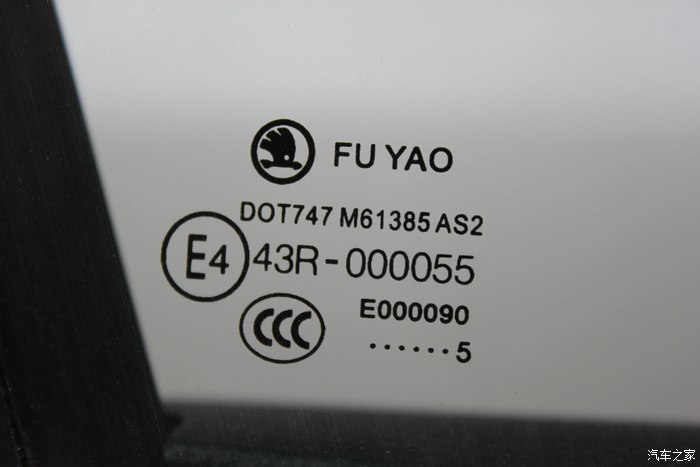 FU YAO
DOT747 M61385 AS2
E4 43R-000055
CCC E000090
......5
汽车之家